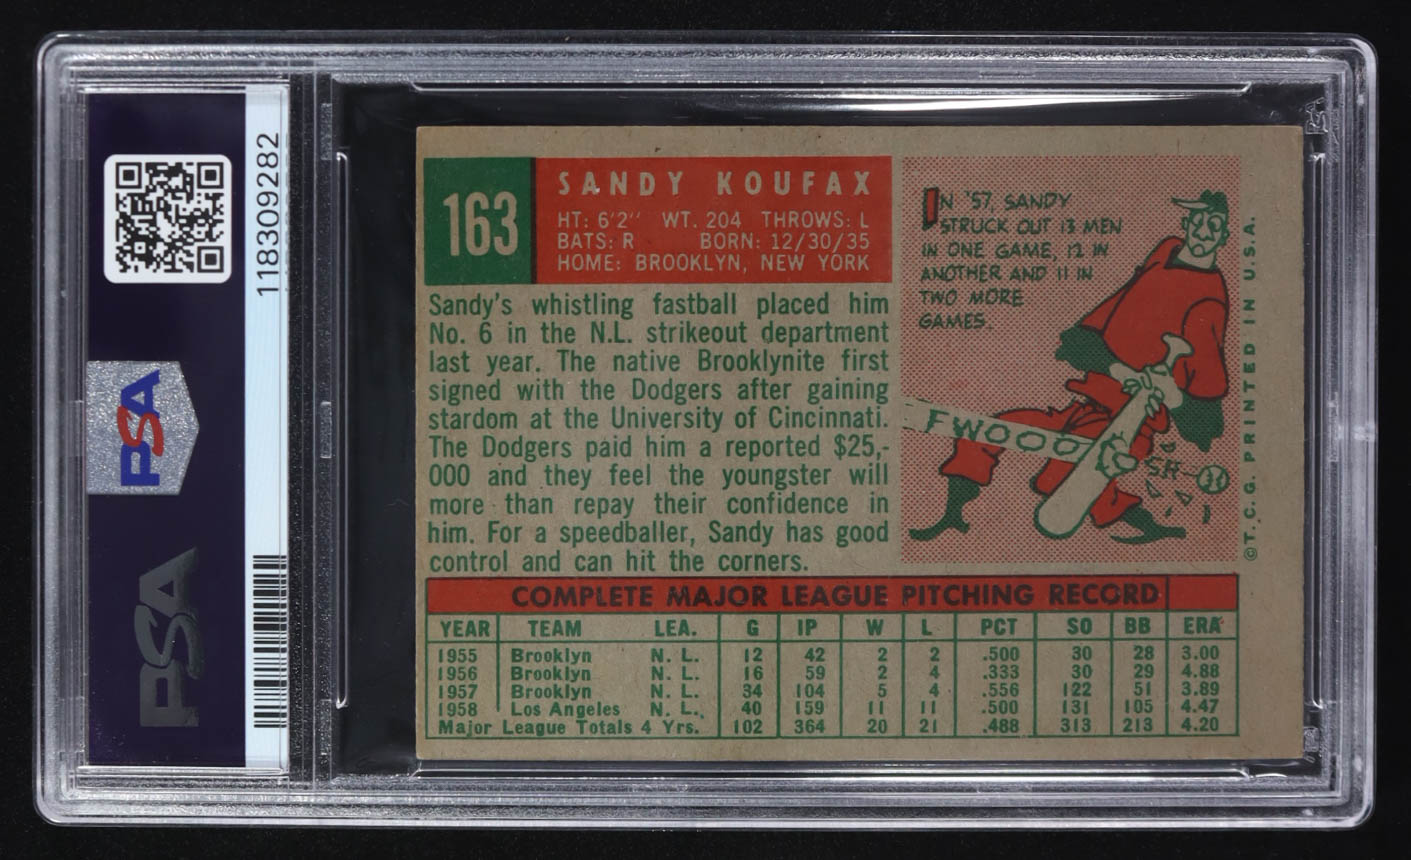 118309282
PSA
PSA
163
SANDY KOUFAX
HT: 6'2" WT. 204 THROWS: L
BATS: R BORN: 12/30/35
HOME: BROOKLYN, NEW YORK
Sandy's whistling fastball placed him
No. 6 in the N.L. strikeout department
last year. The native Brooklynite first
signed with the Dodgers after gaining
stardom at the University of Cincinnati.
The Dodgers paid him a reported $25,-
000 and they feel the youngster will
more than repay their confidence in
him. For a speedballer, Sandy has good
control and can hit the corners.
IN '57, SANDY
STRUCK OUT 13 MEN
IN ONE GAME, 12 IN
ANOTHER AND 11 IN
TWO MORE
GAMES.
FWOOO
SH-
©T.C.G. PRINTED IN U.S.A.
COMPLETE MAJOR LEAGUE PITCHING RECORD
YEAR TEAM LEA. G IP W L PCT SO BB ERA
1955 Brooklyn N. L. 12 42 2 2 .500 30 28 3.00
1956 Brooklyn N. L. 16 59 2 4 .333 30 29 4.88
1957 Brooklyn N. L. 34 104 5 4 .556 122 51 3.89
1958 Los Angeles N. L. 40 159 11 11 .500 131 105 4.47
Major League Totals 4 Yrs. 102 364 20 21 .488 313 213 4.20